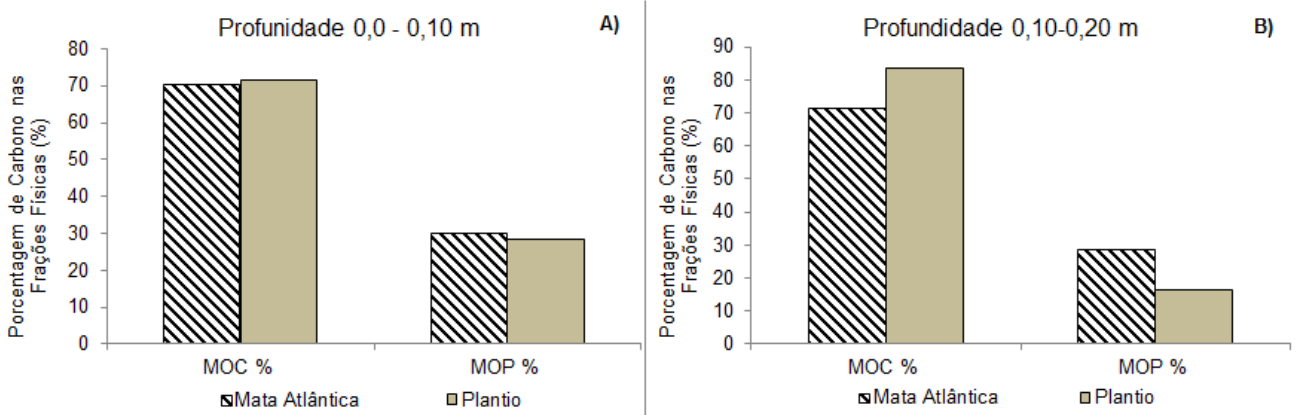 Profunidade 0,0 - 0,10 m
A)
Porcentagem de Carbono nas
Frações Físicas (%)
80
70
60
50
40
30
20
10
0
MOC %
MOP %
Mata Atlântica
Plantio
Profundidade 0,10-0,20 m
B)
Porcentagem de Carbono nas
Frações Físicas (%)
90
80
70
60
50
40
30
20
10
0
MOC %
MOP %
Mata Atlântica
Plantio